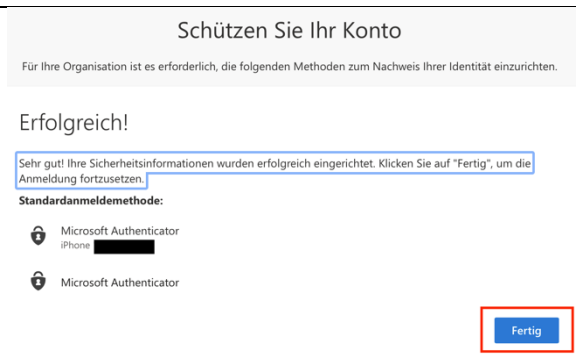 Schützen Sie Ihr Konto
Für Ihre Organisation ist es erforderlich, die folgenden Methoden zum Nachweis Ihrer Identität einzurichten.
Erfolgreich!
Sehr gut! Ihre Sicherheitsinformationen wurden erfolgreich eingerichtet. Klicken Sie auf "Fertig", um die
Anmeldung fortzusetzen.
Standardanmeldemethode:
Microsoft Authenticator
iPhone
Microsoft Authenticator
Fertig